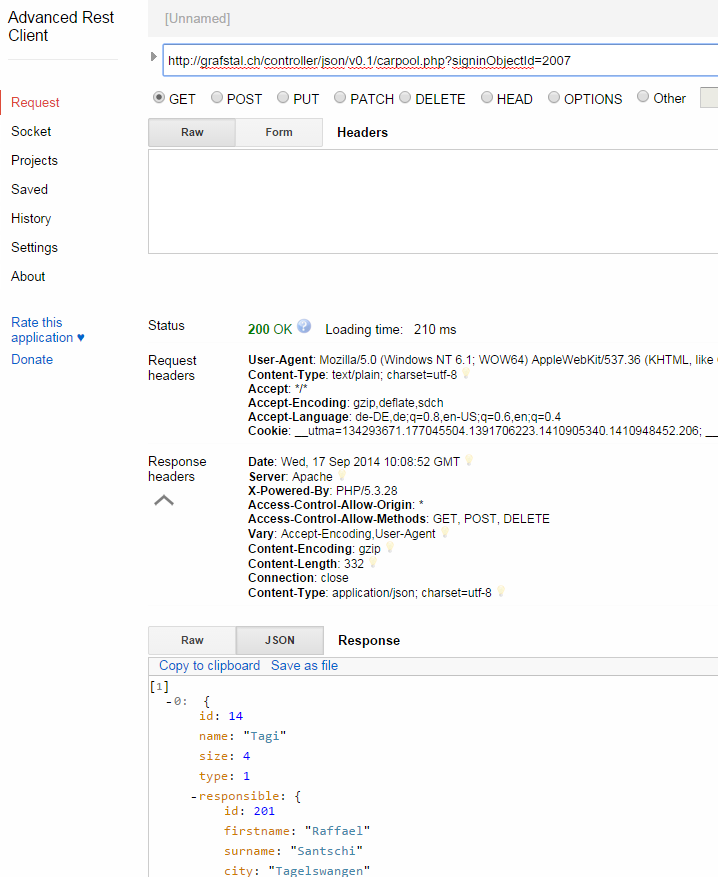 Advanced Rest
Client
[Unnamed]
http://grafstal.ch/controller/json/v0.1/carpool.php?signinObjectId=2007
Request
GET POST PUT PATCH DELETE HEAD OPTIONS Other
Socket
Raw Form Headers
Projects
Saved
History
Settings
About
Rate this
application ♥
Donate
Status
200 OK ? Loading time: 210 ms
Request
headers
User-Agent: Mozilla/5.0 (Windows NT 6.1; WOW64) AppleWebKit/537.36 (KHTML, like
Content-Type: text/plain; charset=utf-8
Accept: */*
Accept-Encoding: gzip,deflate,sdch
Accept-Language: de-DE,de;q=0.8,en-US;q=0.6,en;q=0.4
Cookie: __utma=134293671.177045504.1391706223.1410905340.1410948452.206; __
Response
headers
Date: Wed, 17 Sep 2014 10:08:52 GMT
Server: Apache
X-Powered-By: PHP/5.3.28
Access-Control-Allow-Origin: *
Access-Control-Allow-Methods: GET, POST, DELETE
Vary: Accept-Encoding,User-Agent
Content-Encoding: gzip
Content-Length: 332
Connection: close
Content-Type: application/json; charset=utf-8
Raw JSON Response
Copy to clipboard Save as file
[1]
-0: {
id: 14
name: "Tagi"
size: 4
type: 1
-responsible: {
id: 201
firstname: "Raffael"
surname: "Santschi"
city: "Tagelswangen"